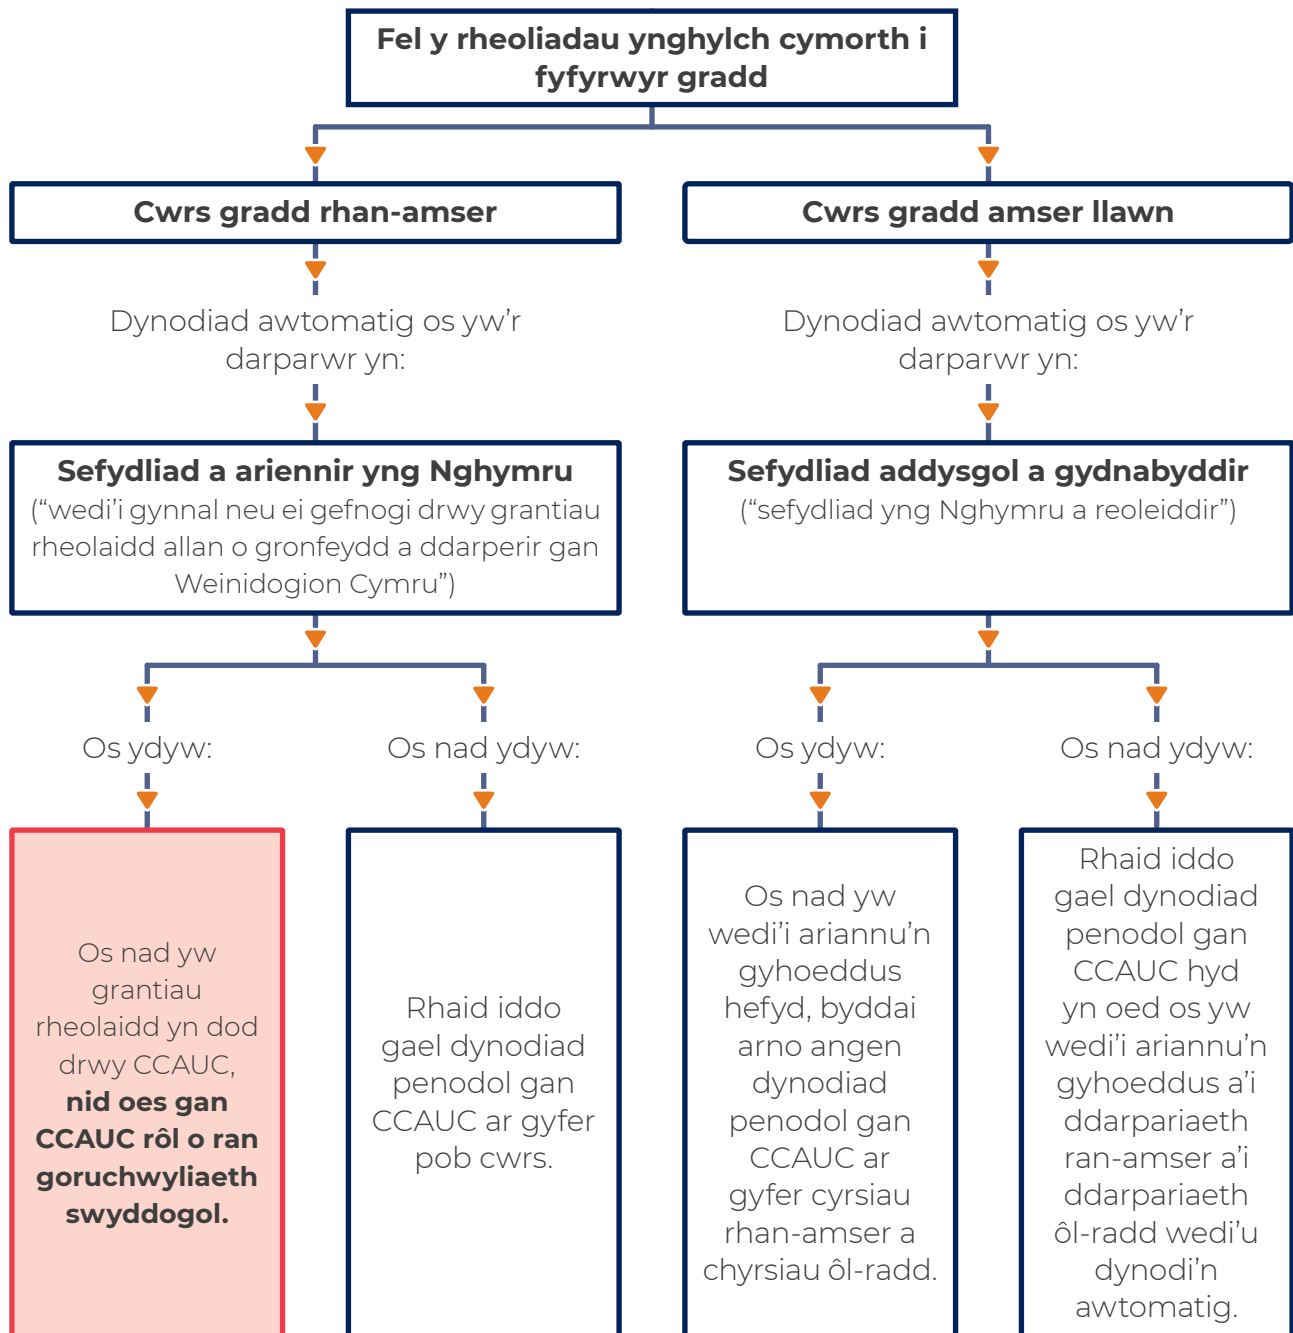 Fel y rheoliadau ynghylch cymorth i
fyfyrwyr gradd
Cwrs gradd rhan-amser
Cwrs gradd amser llawn
Dynodiad awtomatig os yw’r
darparwr yn:
Dynodiad awtomatig os yw’r
darparwr yn:
Sefydliad a ariennir yng Nghymru
(“wedi’i gynnal neu ei gefnogi drwy grantiau
rheolaidd allan o gronfeydd a ddarperir gan
Weinidogion Cymru”)
Sefydliad addysgol a gydnabyddir
(“sefydliad yng Nghymru a reoleiddir”)
Os ydyw:
Os nad ydyw:
Os ydyw:
Os nad ydyw:
Os nad yw
grantiau
rheolaidd yn dod
drwy CCAUC,
nid oes gan
CCAUC rôl o ran
goruchwyliaeth
swyddogol.
Rhaid iddo
gael dynodiad
penodol gan
CCAUC ar gyfer
pob cwrs.
Os nad yw
wedi’i ariannu’n
gyhoeddus
hefyd, byddai
arno angen
dynodiad
penodol gan
CCAUC ar
gyfer cyrsiau
rhan-amser a
chyrsiau ôl-radd.
Rhaid iddo
gael dynodiad
penodol gan
CCAUC hyd
yn oed os yw
wedi’i ariannu’n
gyhoeddus a’i
ddarpariaeth
ran-amser a’i
ddarpariaeth
ôl-radd wedi’u
dynodi’n
awtomatig.